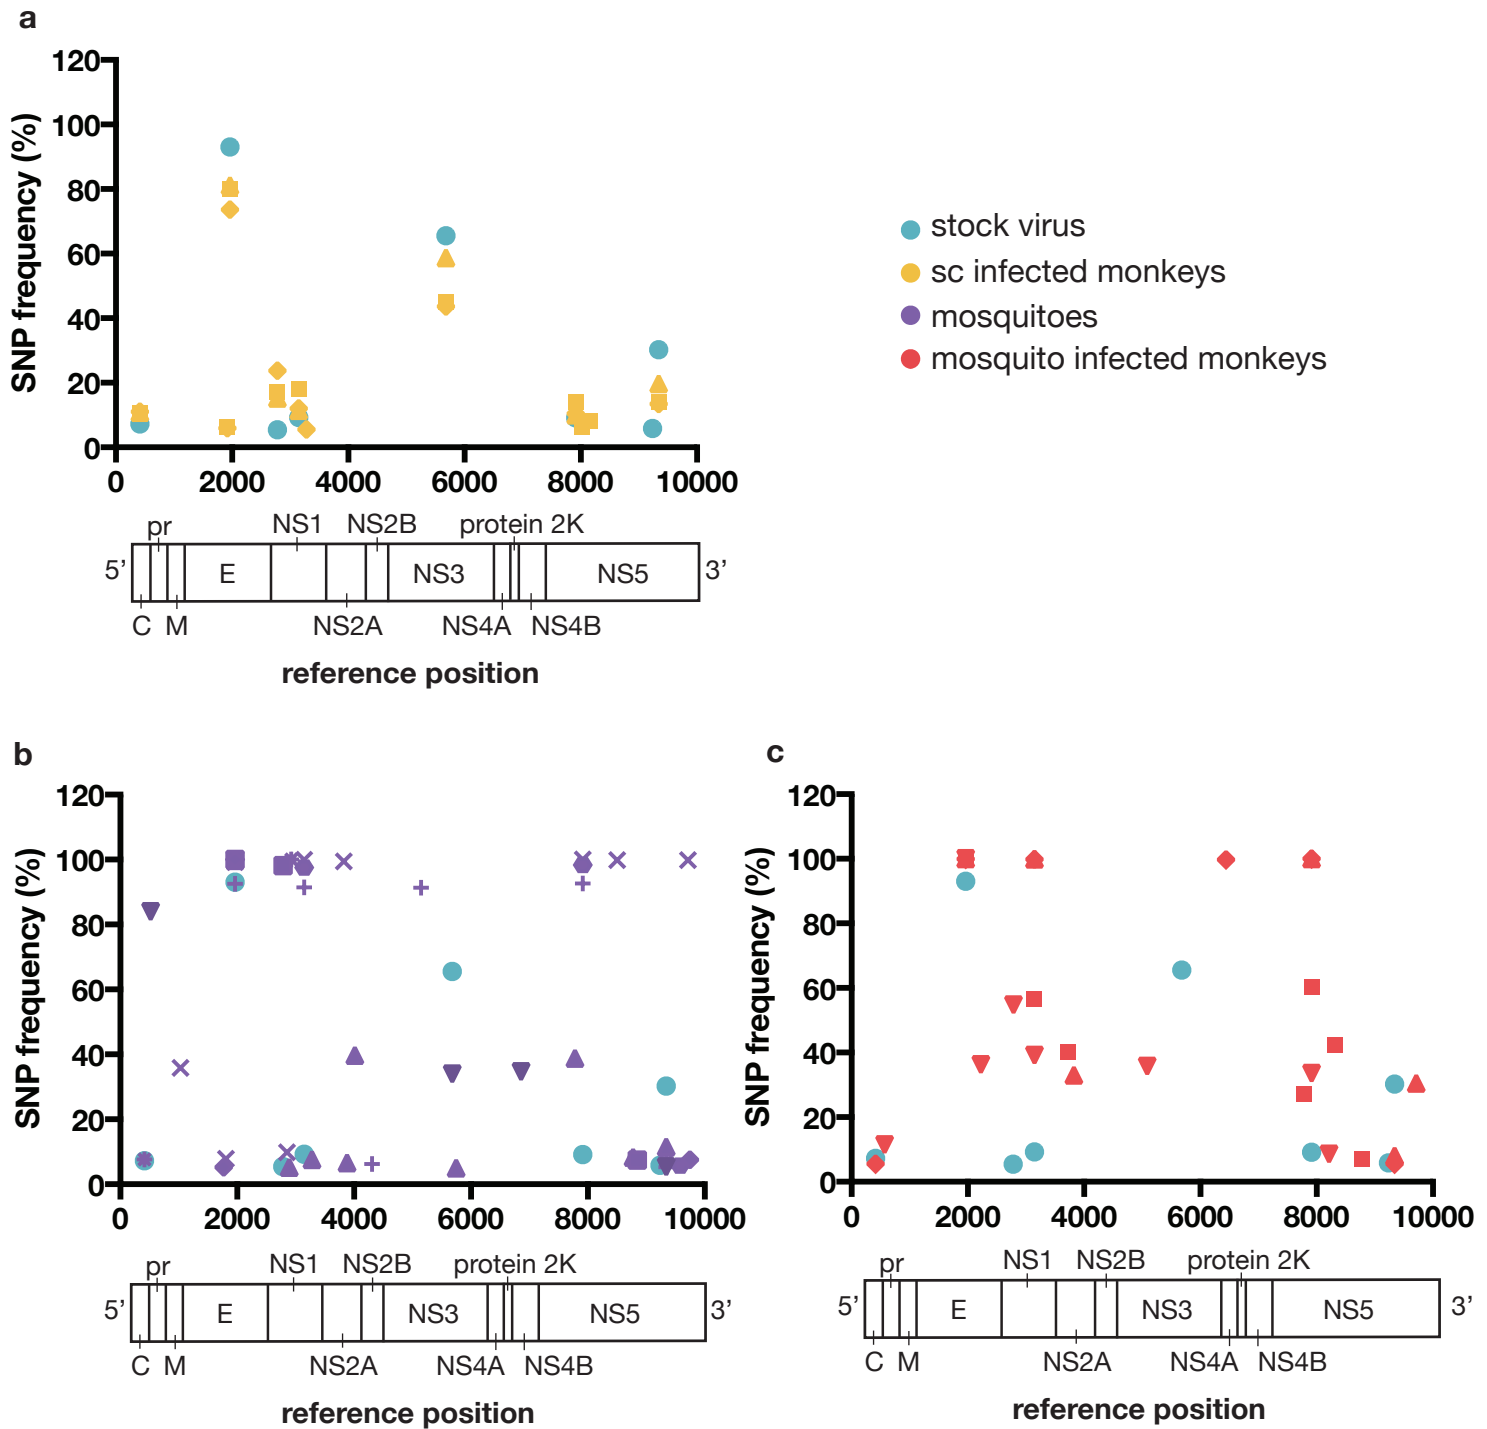 a
120
100
80
60
40
20
0
SNP frequency (%)
0 2000 4000 6000 8000 10000
stock virus
sc infected monkeys
mosquitoes
mosquito infected monkeys
pr NS1 NS2B protein 2K
5’ E NS3 NS5 3’
C M NS2A NS4A NS4B
reference position
b
120
100
80
60
40
20
0
SNP frequency (%)
0 2000 4000 6000 8000 10000
pr NS1 NS2B protein 2K
5’ E NS3 NS5 3’
C M NS2A NS4A NS4B
reference position
c
120
100
80
60
40
20
0
SNP frequency (%)
0 2000 4000 6000 8000 10000
pr NS1 NS2B protein 2K
5’ E NS3 NS5 3’
C M NS2A NS4A NS4B
reference position